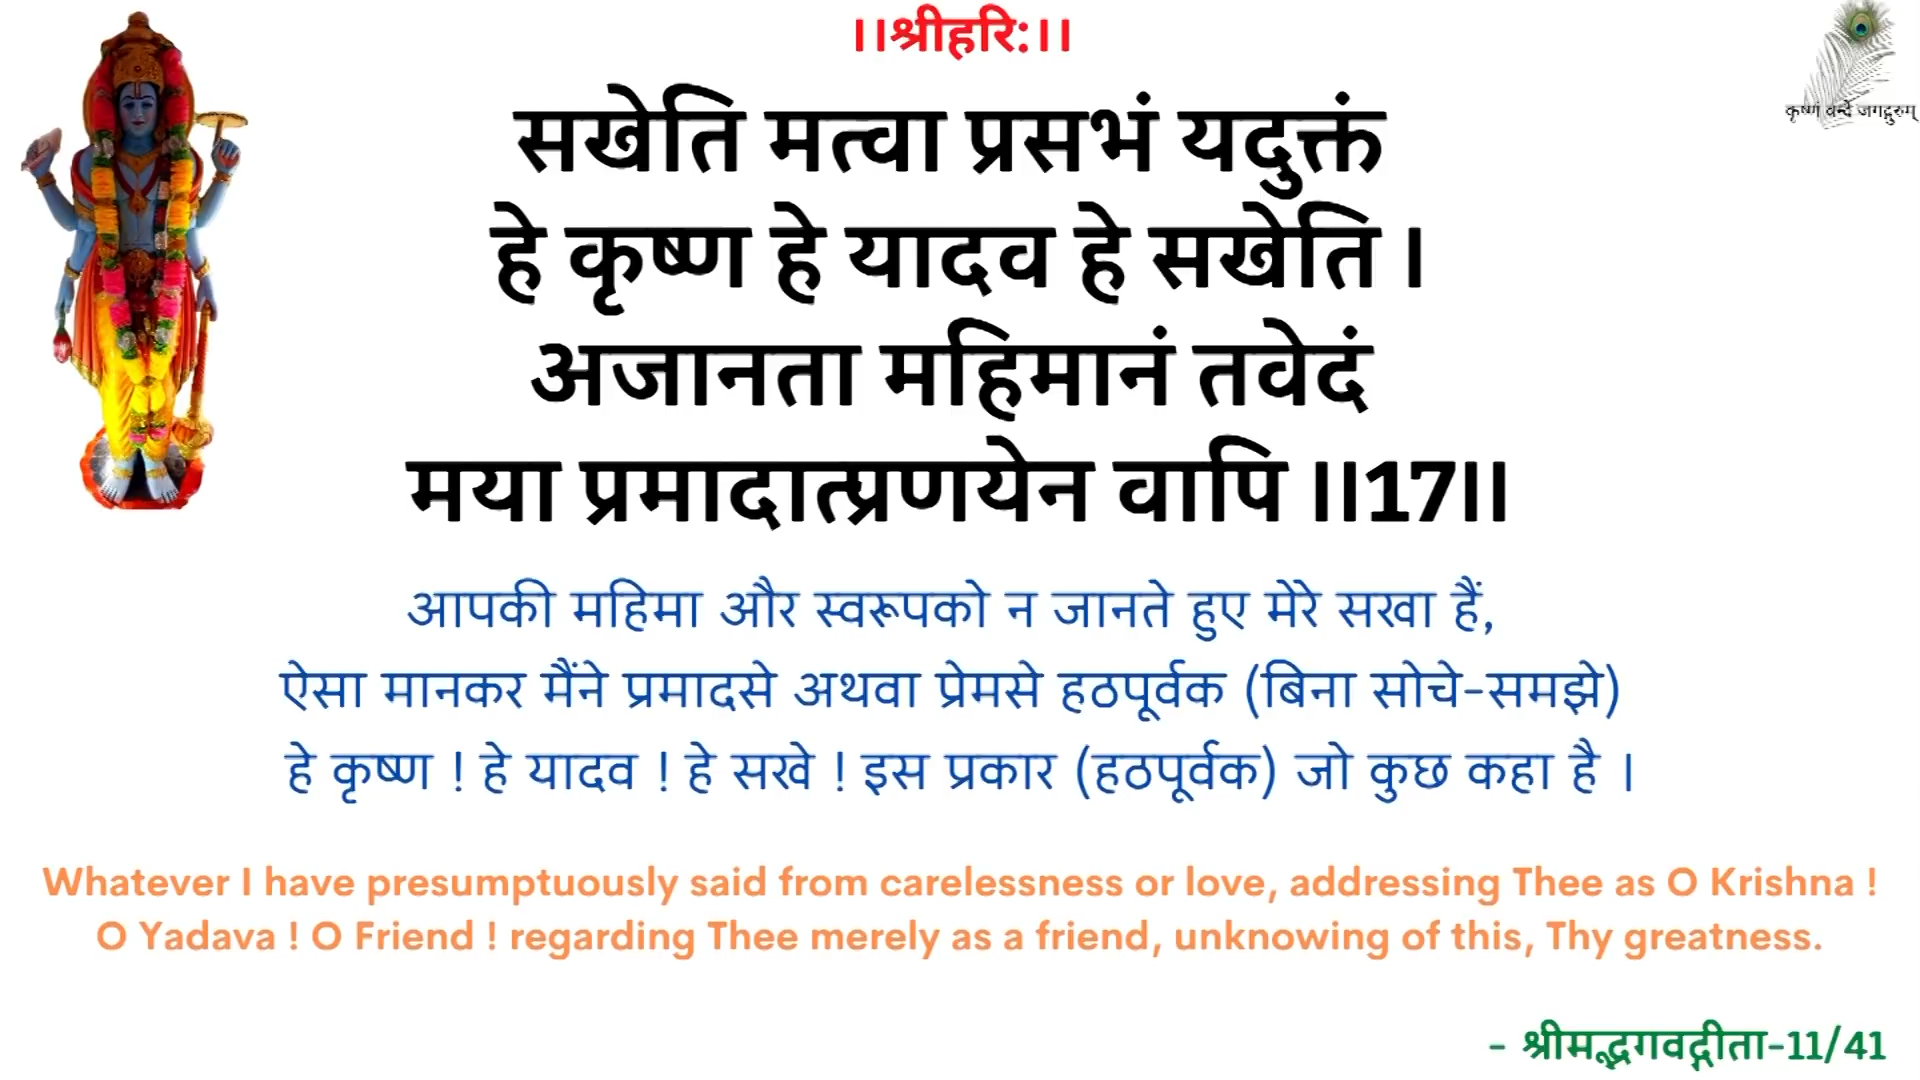 ।।श्रीहरि:।।
कृष्णं वन्दे जगद्गुरुम्
सखेति मत्वा प्रसभं यदुक्तं
हे कृष्ण हे यादव हे सखेति ।
अजानता महिमानं तवेदं
मया प्रमादात्प्रणयेन वापि ।।17।।
आपकी महिमा और स्वरूपको न जानते हुए मेरे सखा हैं,
ऐसा मानकर मैंने प्रमादसे अथवा प्रेमसे हठपूर्वक (बिना सोचे-समझे)
हे कृष्ण ! हे यादव ! हे सखे ! इस प्रकार (हठपूर्वक) जो कुछ कहा है ।
Whatever I have presumptuously said from carelessness or love, addressing Thee as O Krishna !
O Yadava ! O Friend ! regarding Thee merely as a friend, unknowing of this, Thy greatness.
- श्रीमद्भगवद्गीता-11/41